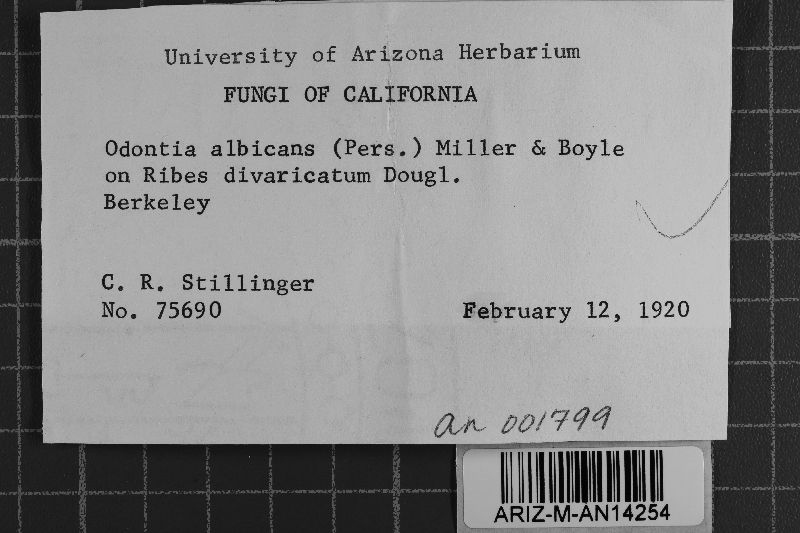 University of Arizona Herbarium
FUNGI OF CALIFORNIA
Odontia albicans (Pers.) Miller & Boyle
on Ribes divaricatum Dougl.
Berkeley
C. R. Stillinger
No. 75690 February 12, 1920
an 001799
ARIZ-M-AN14254